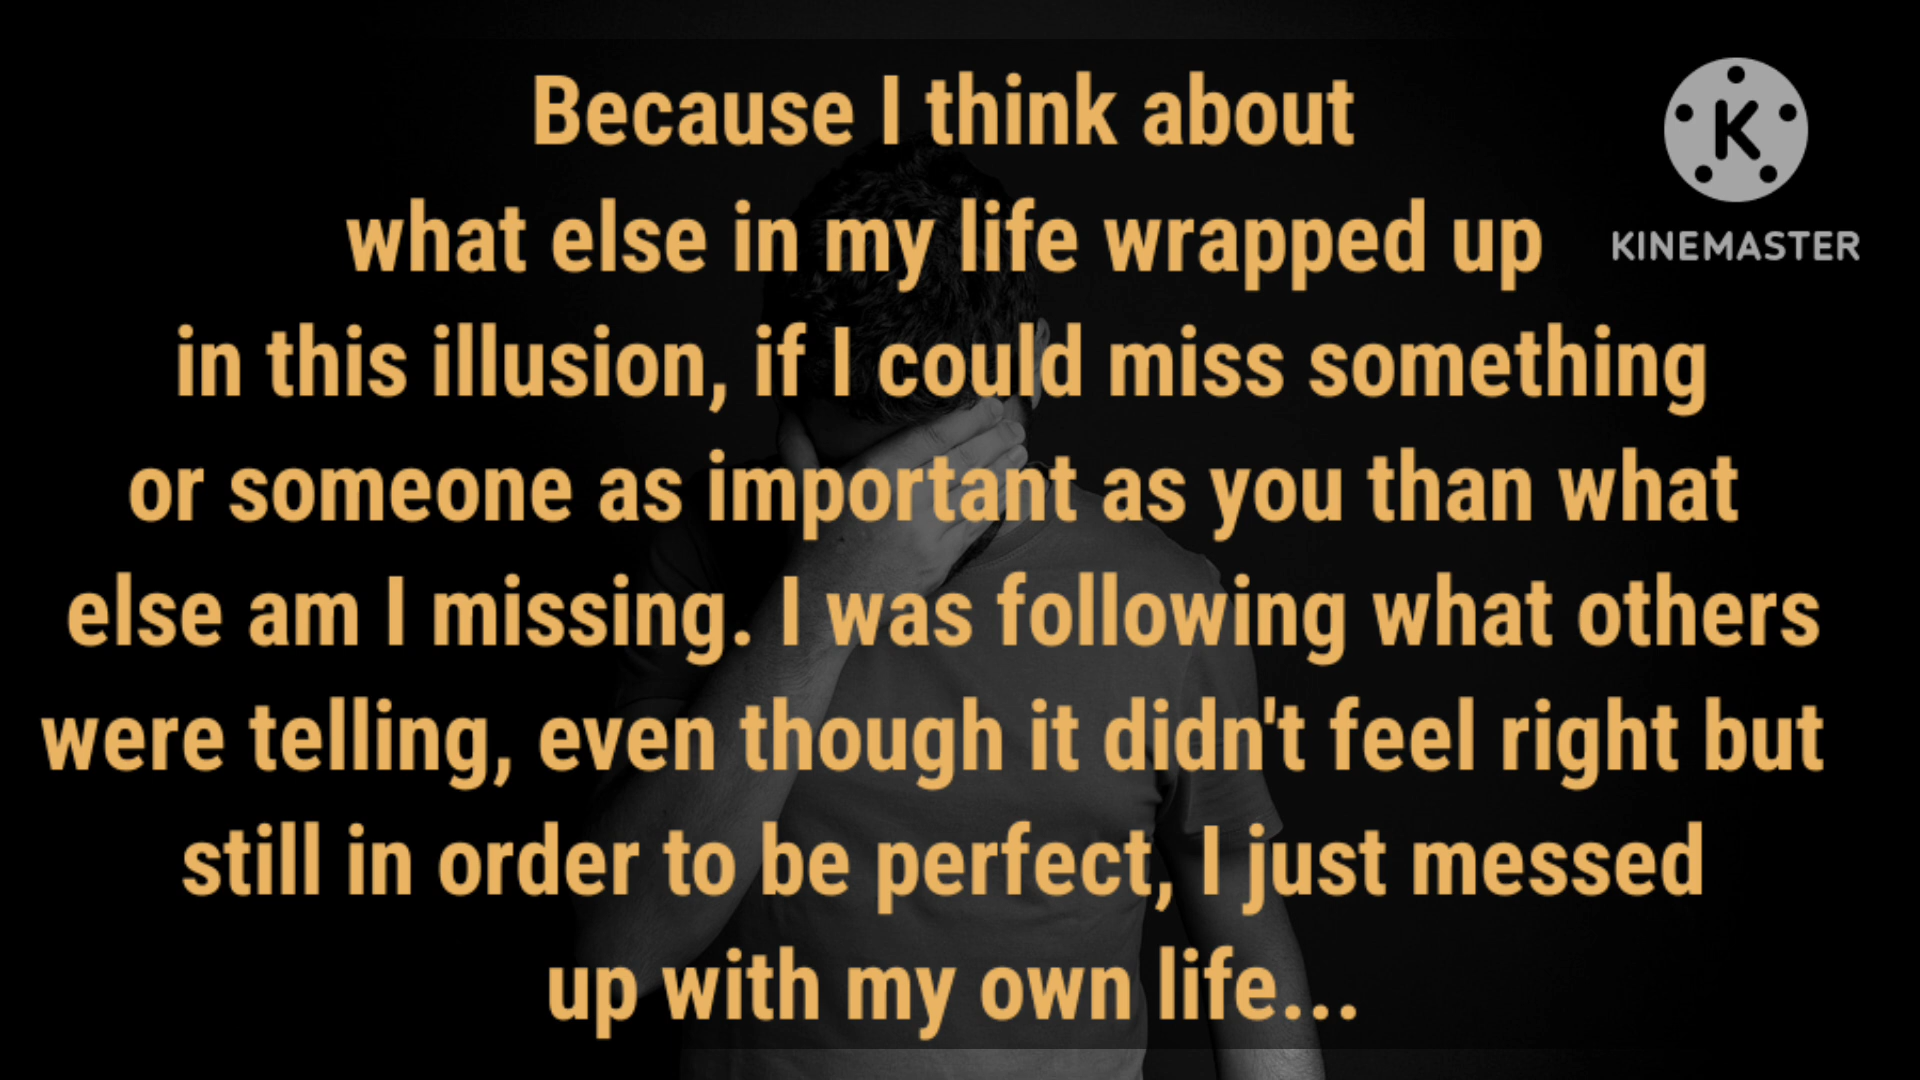 Because I think about
what else in my life wrapped up
in this illusion, if I could miss something
or someone as important as you than what
else am I missing. I was following what others
were telling, even though it didn't feel right but
still in order to be perfect, I just messed
up with my own life...
K
KINEMASTER